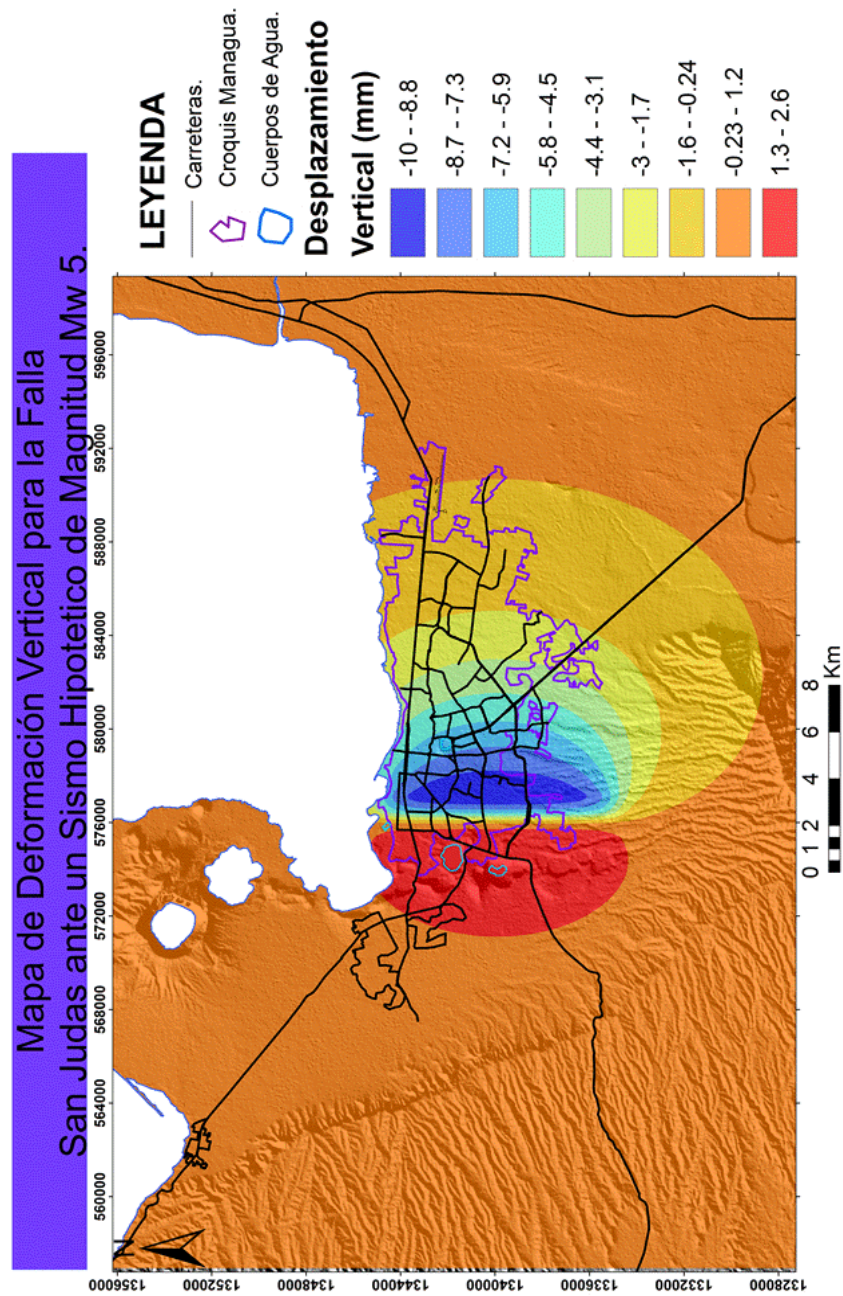 Mapa de Deformación Vertical para la Falla
San Judas ante un Sismo Hipotetico de Magnitud Mw 5.
LEYENDA
Carreteras.
Croquis Managua.
Cuerpos de Agua.
Desplazamiento
Vertical (mm)
-10 - -8.8
-8.7 - -7.3
-7.2 - -5.9
-5.8 - -4.5
-4.4 - -3.1
-3 - -1.7
-1.6 - -0.24
-0.23 - 1.2
1.3 - 2.6
560000 564000 568000 572000 576000 580000 584000 588000 592000 596000
1356000
1352000
1348000
1344000
1340000
1336000
1332000
1328000
N
0 1 2 4 6 8
Km